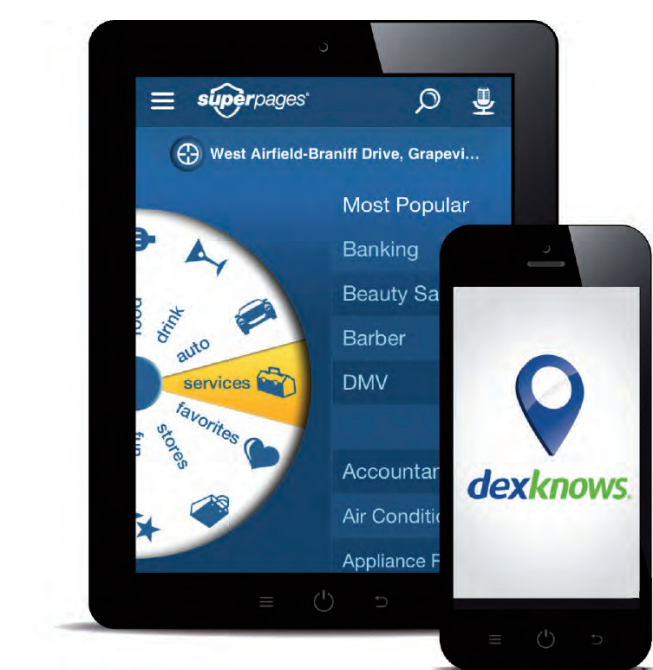 superpages
West Airfield-Braniff Drive, Grapevi...
Most Popular
Banking
Beauty Sa
Barber
DMV
Accountan
Air Conditi
Appliance
drink
auto
services
favorites
stores
dexknows.